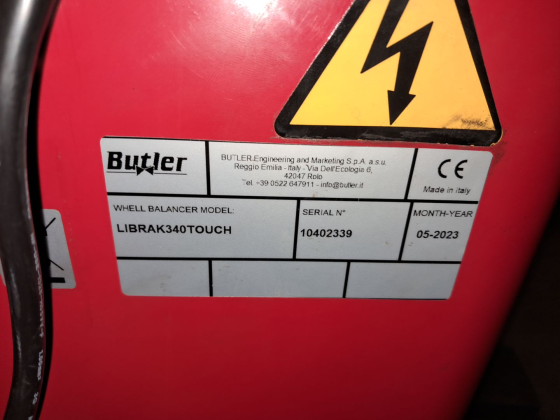 Butler
BUTLER Engineering and Marketing S.p.A. a.s.u.
Reggio Emilia - Italy - Via Dell'Ecologia 6,
42047 Rolo
Tel. +39 0522 647911 - info@butler.it
CE
Made in Italy
WHELL BALANCER MODEL:
LIBRAK340TOUCH
SERIAL N°
10402339
MONTH-YEAR
05-2023